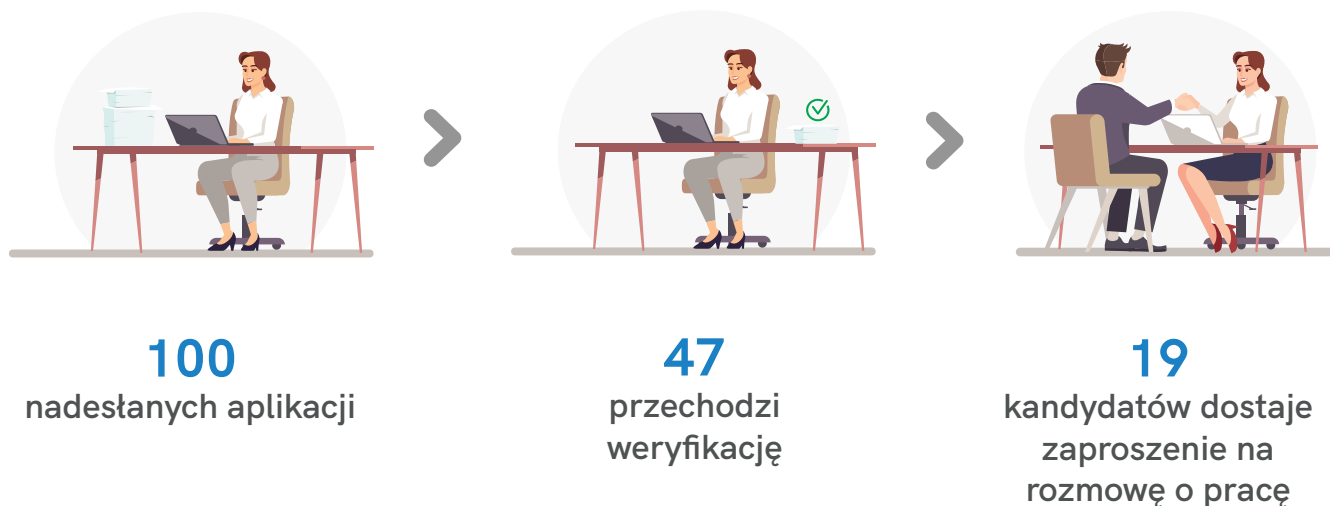 100
nadesłanych aplikacji
47
przechodzi
weryfikację
19
kandydatów dostaje
zaproszenie na
rozmowę o pracę